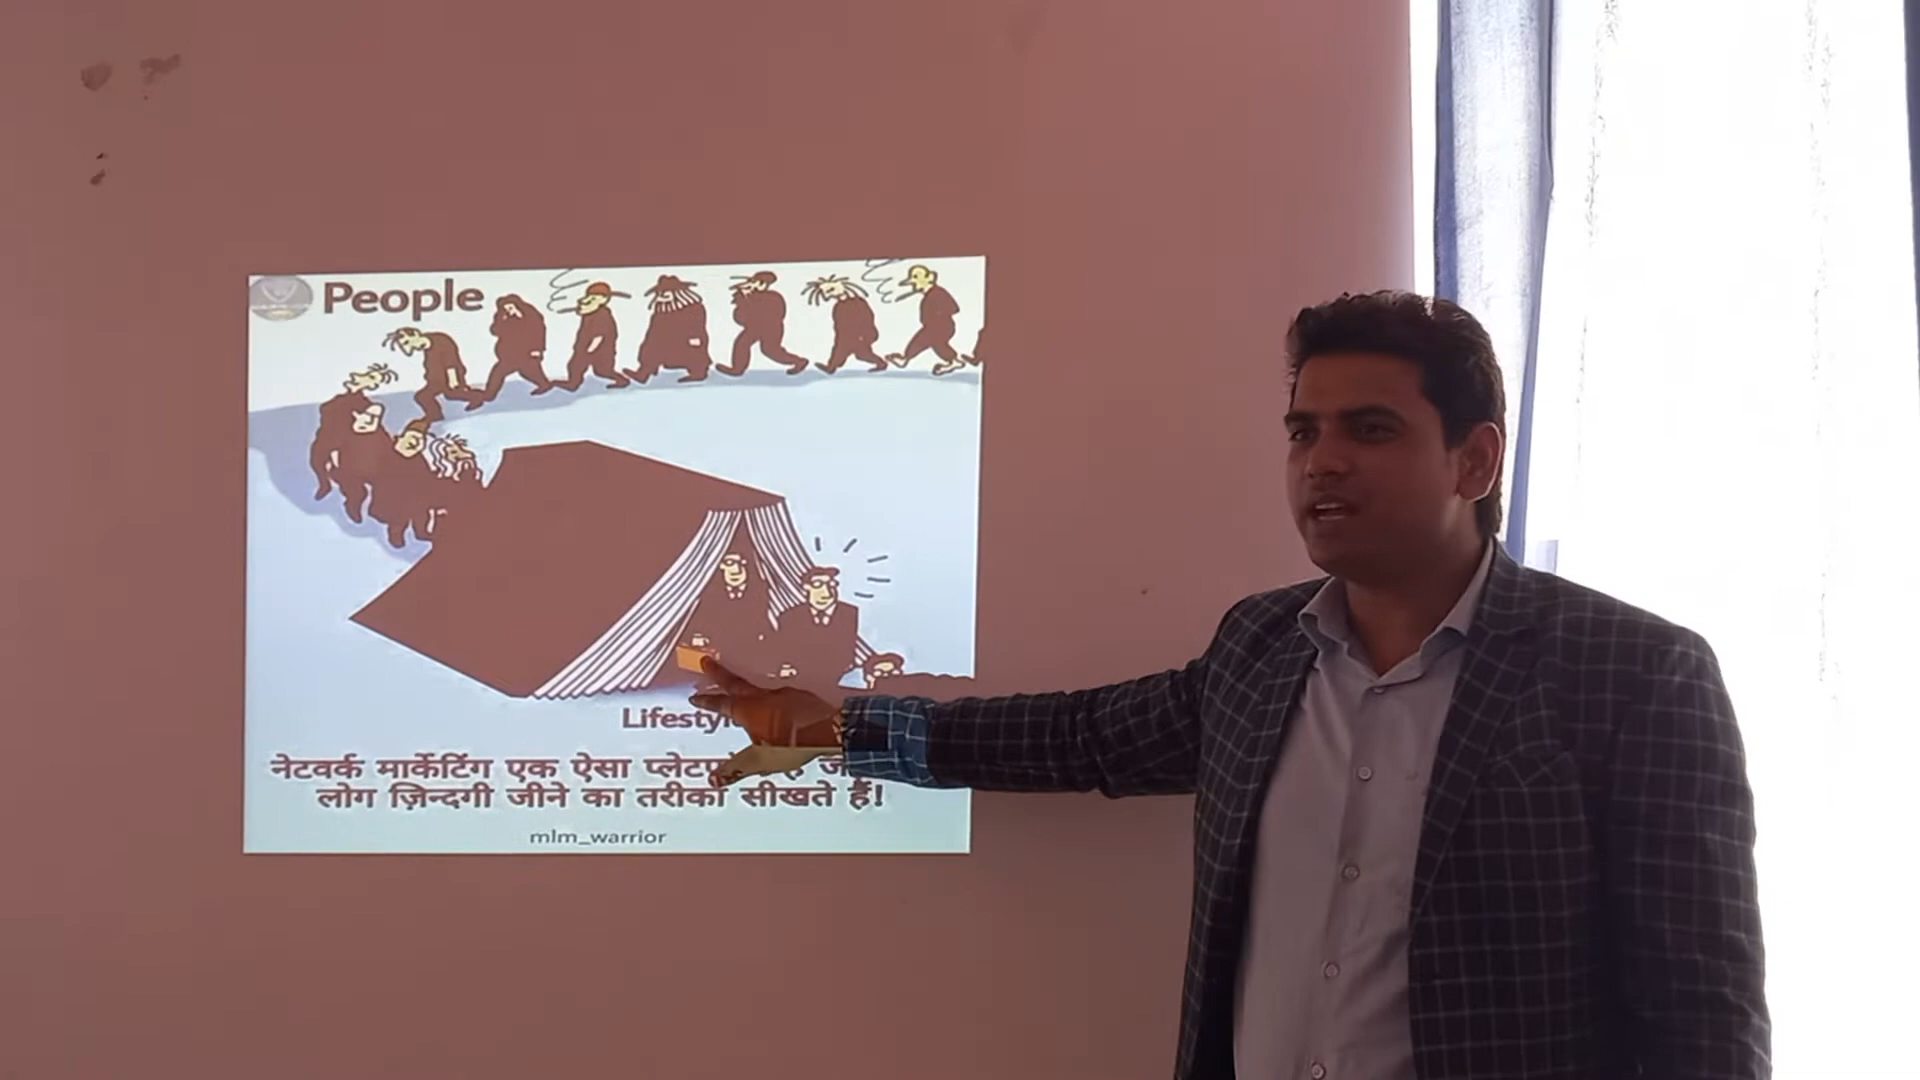 People
नेटवर्क मार्केटिंग एक ऐसा
लोग ज़िन्दगी जीने का तरीका सीखते हैं!
mlm_warrior